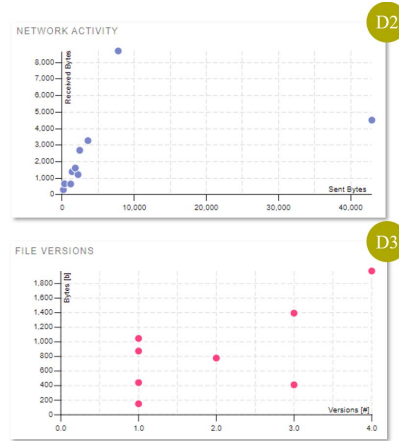 D2
NETWORK ACTIVITY
Received Bytes
8,000
7,000
6,000
5,000
4,000
3,000
2,000
1,000
0
Sent Bytes
0 10,000 20,000 30,000 40,000
D3
FILE VERSIONS
Bytes [b]
1.800
1,600
1,400
1,200
1,000
800
600
400
200
0
Versions [#]
0.0 1.0 2.0 3.0 4.0